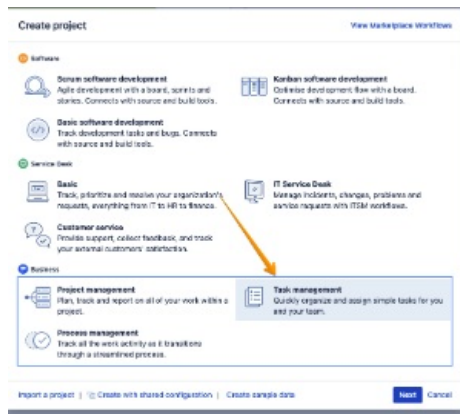 Create project
View Marketplace Workflows
Software
Scrum software development
Agile development with a board, sprints and
stories. Connects with source and build tools.
Kanban software development
Optimise development flow with a board.
Connects with source and build tools.
Basic software development
Track development tasks and bugs. Connects
with source and build tools.
Service Desk
Basic
Track, prioritize and resolve your organization's
requests, everything from IT to HR to finance.
IT Service Desk
Manage incidents, changes, problems and
service requests with ITSM workflows.
Customer service
Provide support, collect feedback, and track
your external customers' satisfaction.
Business
Project management
Plan, track and report on all of your work within a
project.
Task management
Quickly organize and assign simple tasks for you
and your team.
Process management
Track all the work activity as it transitions
through a streamlined process.
Import a project | Create with shared configuration | Create sample data
Next Cancel